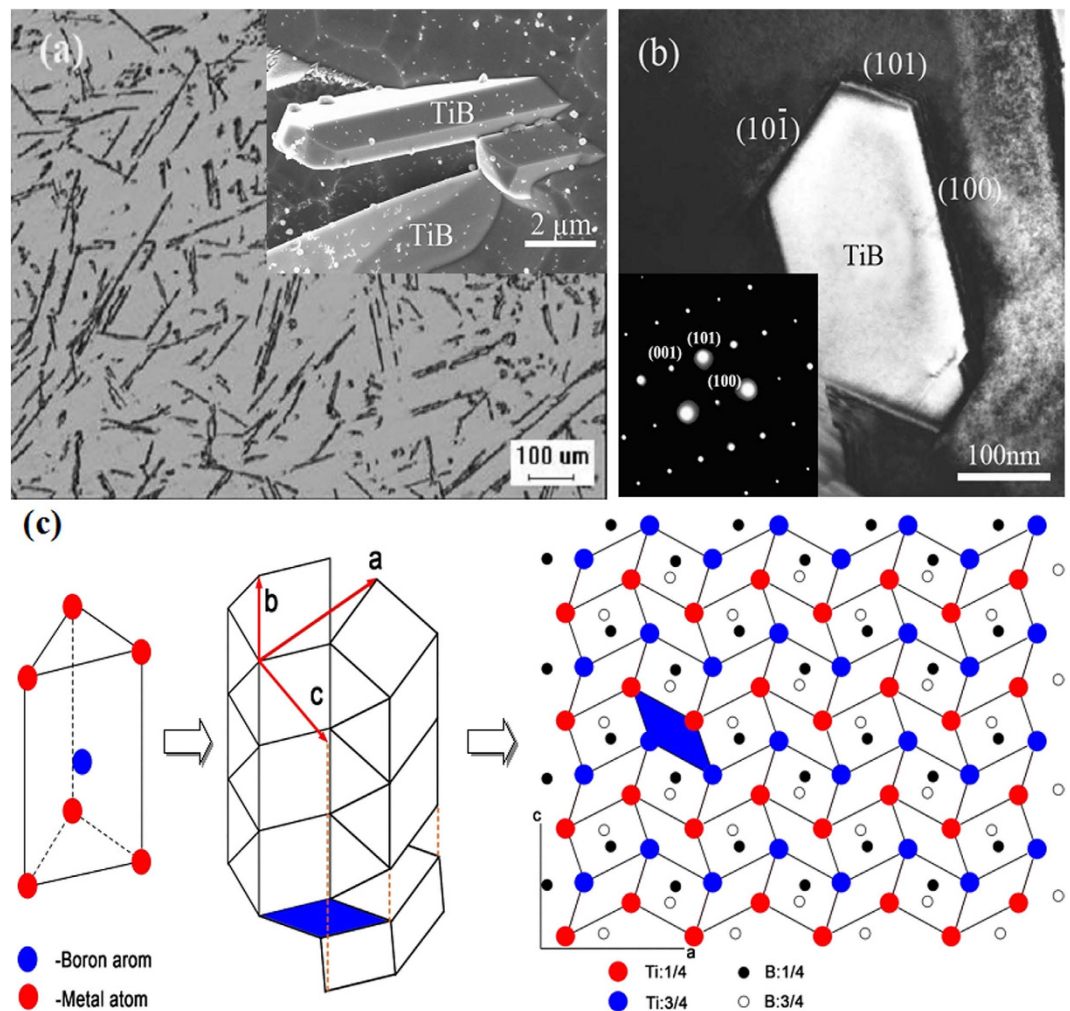 (a)
TiB
TiB
2 μm
100 um
(b)
(101)
(101̄)
(100)
TiB
(101)
(001)
(100)
100nm
(c)
b
a
c
-Boron arom
-Metal atom
c
a
Ti:1/4
B:1/4
Ti:3/4
B:3/4